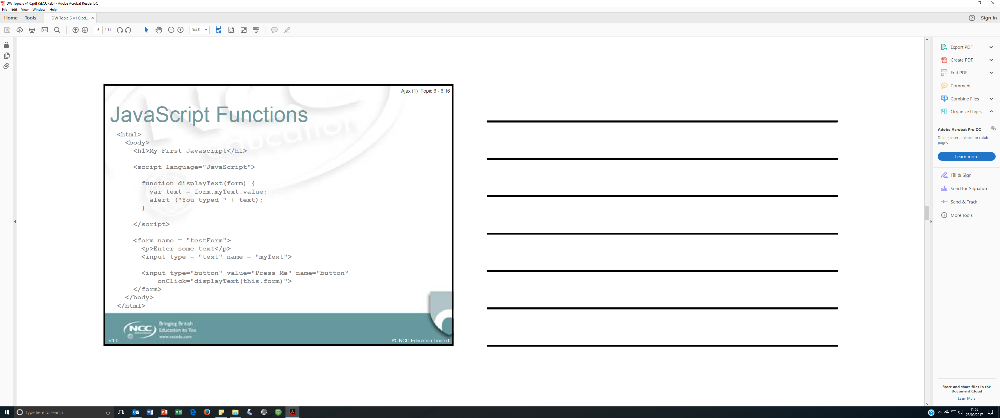 DW Topic 6 v1.0.pdf (SECURED) - Adobe Acrobat Reader DC
File Edit View Window Help
Home Tools DW Topic 6 v1.0.pd... ×
Sign In
6 / 11
344%
Export PDF
Create PDF
Edit PDF
Comment
Combine Files
Organize Pages
Adobe Acrobat Pro DC
Delete, insert, extract, or rotate
pages
Learn more
Fill & Sign
Send for Signature
Send & Track
More Tools
Store and share files in the
Document Cloud
Learn More
Ajax (1) Topic 6 - 6.16
JavaScript Functions
<html>
<body>
<h1>My First Javascript</h1>
<script language="JavaScript">
function displayText(form) {
var text = form.myText.value;
alert ("You typed " + text);
}
</script>
<form name = "testForm">
<p>Enter some text</p>
<input type = "text" name = "myText">
<input type="button" value="Press Me" name="button“
onClick="displayText(this.form)">
</form>
</body>
</html>
NCC
education
Bringing British
Education to You
www.nccedu.com
V1.0
© NCC Education Limited
Type here to search
11:55
23/09/2017